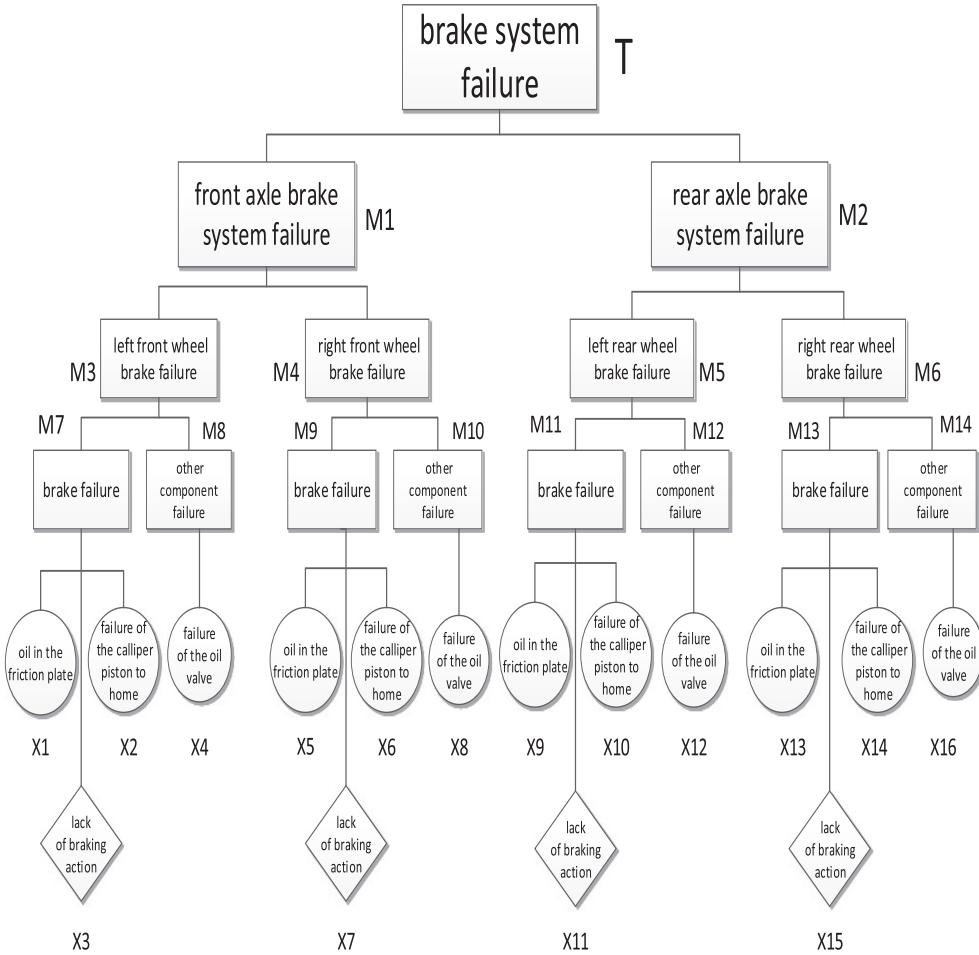 brake system
failure
T
front axle brake
system failure
M1
rear axle brake
system failure
M2
left front wheel
brake failure
M3
right front wheel
brake failure
M4
left rear wheel
brake failure
M5
right rear wheel
brake failure
M6
M7
M8
M9
M10
M11
M12
M13
M14
brake failure
other
component
failure
brake failure
other
component
failure
brake failure
other
component
failure
brake failure
other
component
failure
oil in the
friction plate
failure of
the calliper
piston to
home
failure
of the oil
valve
oil in the
friction plate
failure of
the calliper
piston to
home
failure
of the oil
valve
oil in the
friction plate
failure of
the calliper
piston to
home
failure
of the oil
valve
oil in the
friction plate
failure of
the calliper
piston to
home
failure
of the oil
valve
X1
X2
X4
X5
X6
X8
X9
X10
X12
X13
X14
X16
lack
of braking
action
lack
of braking
action
lack
of braking
action
lack
of braking
action
X3
X7
X11
X15